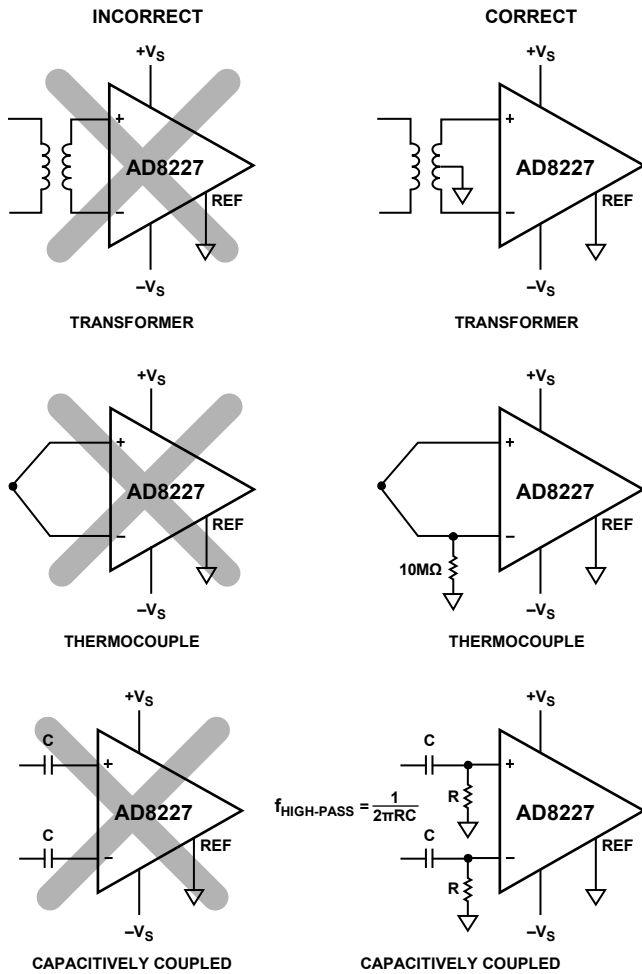 INCORRECT
CORRECT
+VS
+
AD8227
−
REF
−VS
TRANSFORMER
+VS
+
AD8227
−
REF
−VS
TRANSFORMER
+VS
+
AD8227
−
REF
−VS
THERMOCOUPLE
+VS
+
AD8227
−
REF
10MΩ
−VS
THERMOCOUPLE
+VS
C
+
AD8227
C
−
REF
−VS
CAPACITIVELY COUPLED
fHIGH-PASS = 1
2πRC
+VS
C
+
R
AD8227
C
−
REF
R
−VS
CAPACITIVELY COUPLED